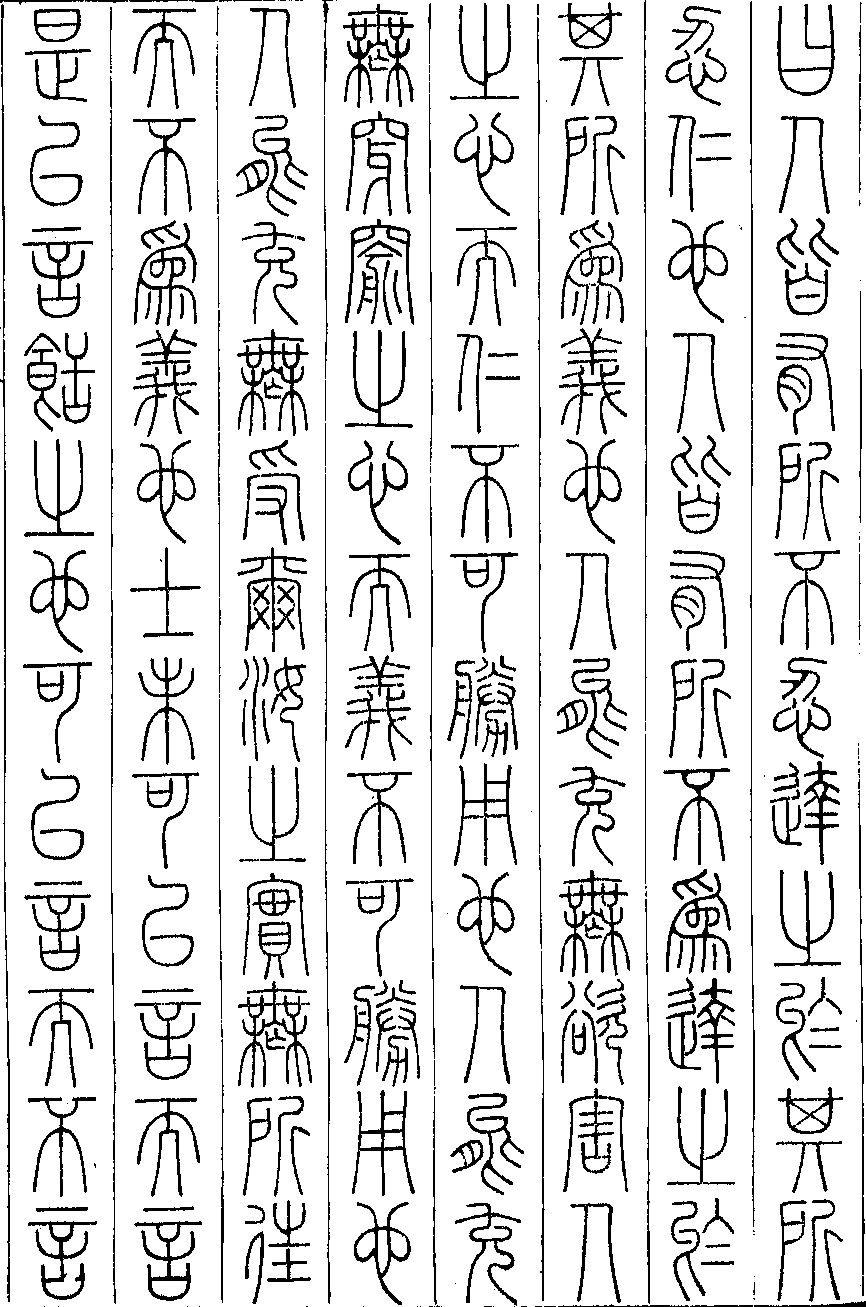 曰人皆有所不忍達之於其所
忍仁也人皆有所不爲達之於
其所爲義也人能充無欲害人
之心而仁不可勝用也人能充
無穿窬之心而義不可勝用也
人能充無受爾汝之實無所往
而不爲義也士未可以言而言
是以言餂之也可以言而不言